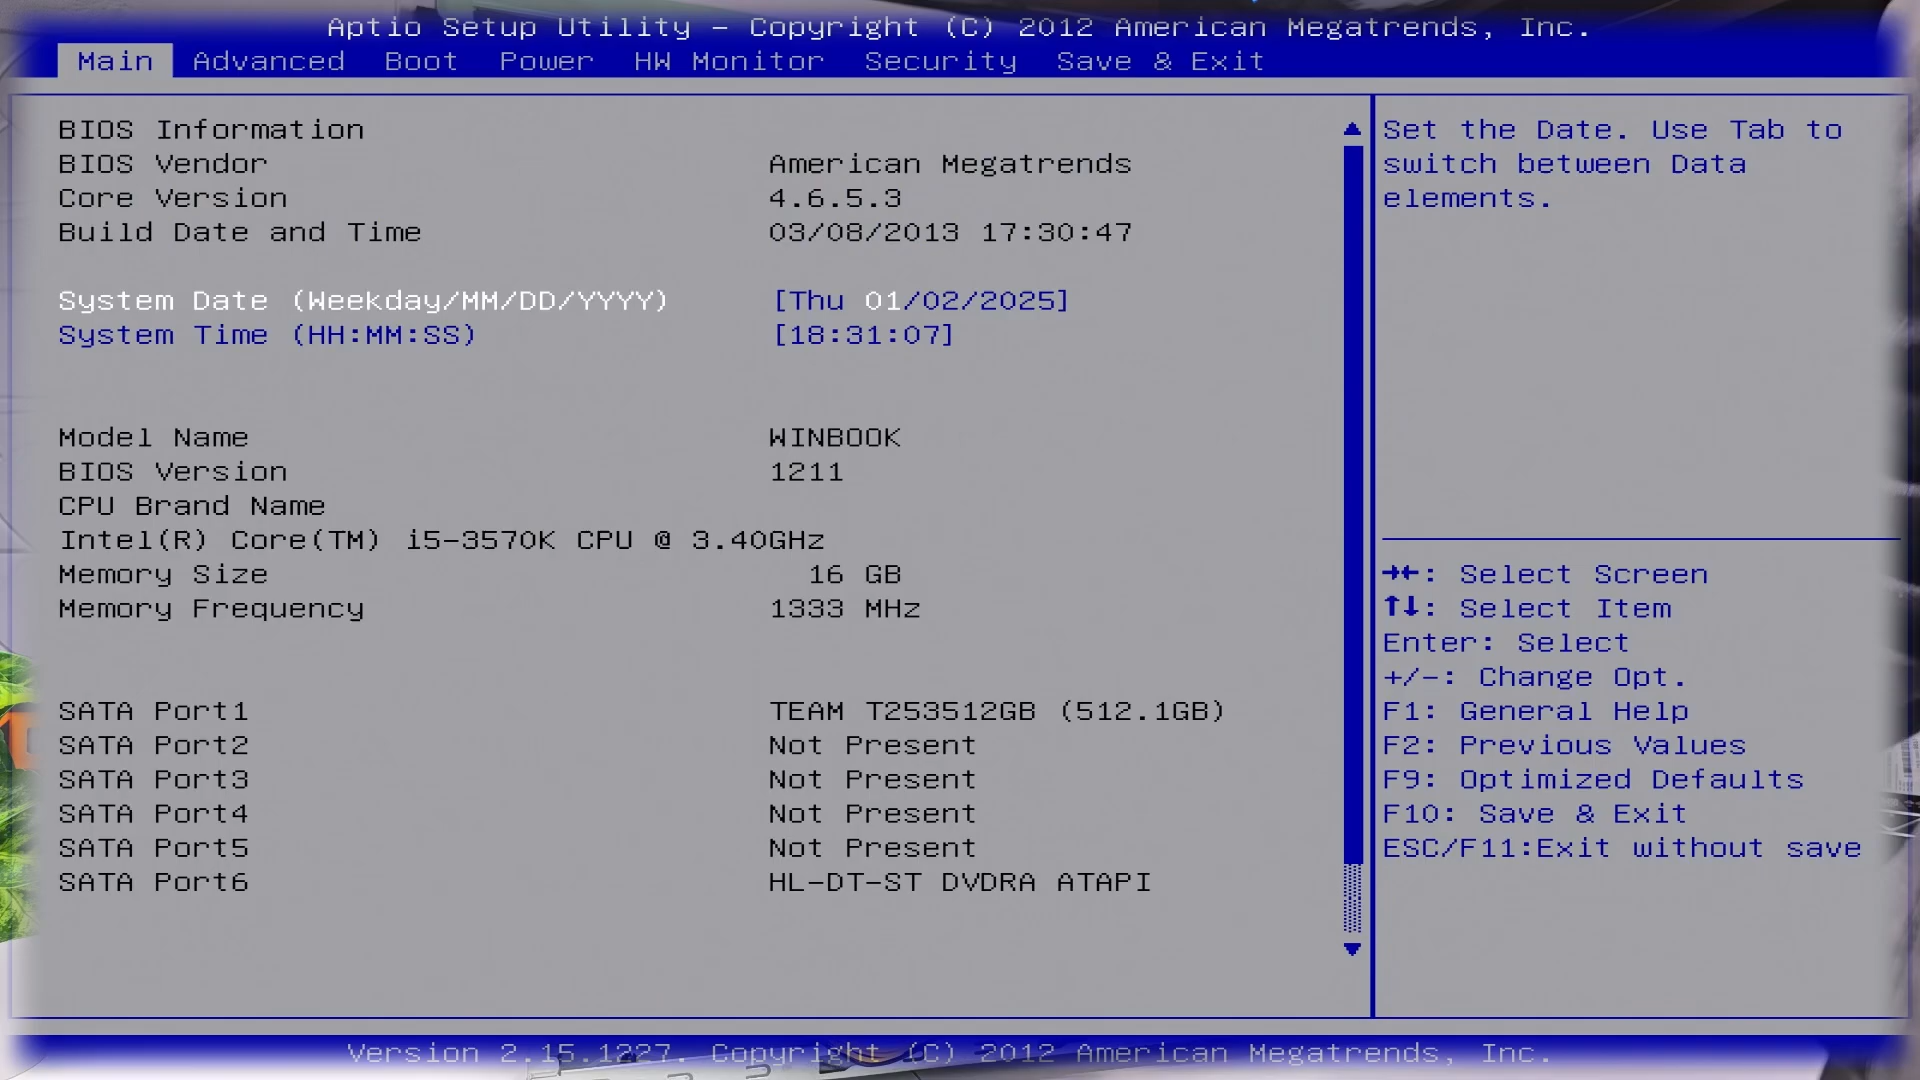 Aptio Setup Utility – Copyright (C) 2012 American Megatrends, Inc.
Main Advanced Boot Power HW Monitor Security Save & Exit
BIOS Information
BIOS Vendor American Megatrends
Core Version 4.6.5.3
Build Date and Time 03/08/2013 17:30:47
System Date (Weekday/MM/DD/YYYY) [Thu 01/02/2025]
System Time (HH:MM:SS) [18:31:07]
Model Name WINBOOK
BIOS Version 1211
CPU Brand Name
Intel(R) Core(TM) i5-3570K CPU @ 3.40GHz
Memory Size 16 GB
Memory Frequency 1333 MHz
SATA Port1 TEAM T253512GB (512.1GB)
SATA Port2 Not Present
SATA Port3 Not Present
SATA Port4 Not Present
SATA Port5 Not Present
SATA Port6 HL-DT-ST DVDRA ATAPI
Set the Date. Use Tab to
switch between Data
elements.
→←: Select Screen
↑↓: Select Item
Enter: Select
+/-: Change Opt.
F1: General Help
F2: Previous Values
F9: Optimized Defaults
F10: Save & Exit
ESC/F11:Exit without save
Version 2.15.1227. Copyright (C) 2012 American Megatrends, Inc.